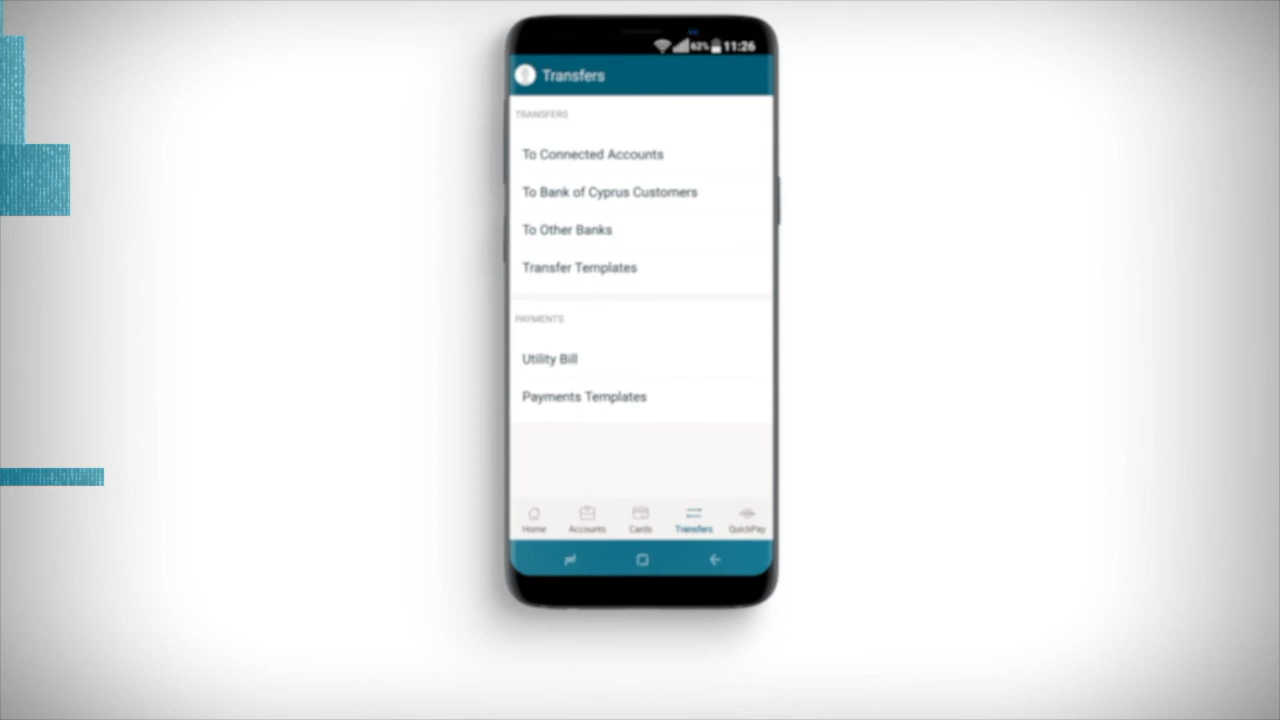 62% 11:26
Transfers
TRANSFERS
To Connected Accounts
To Bank of Cyprus Customers
To Other Banks
Transfer Templates
PAYMENTS
Utility Bill
Payments Templates
Home Accounts Cards Transfers QuickPay